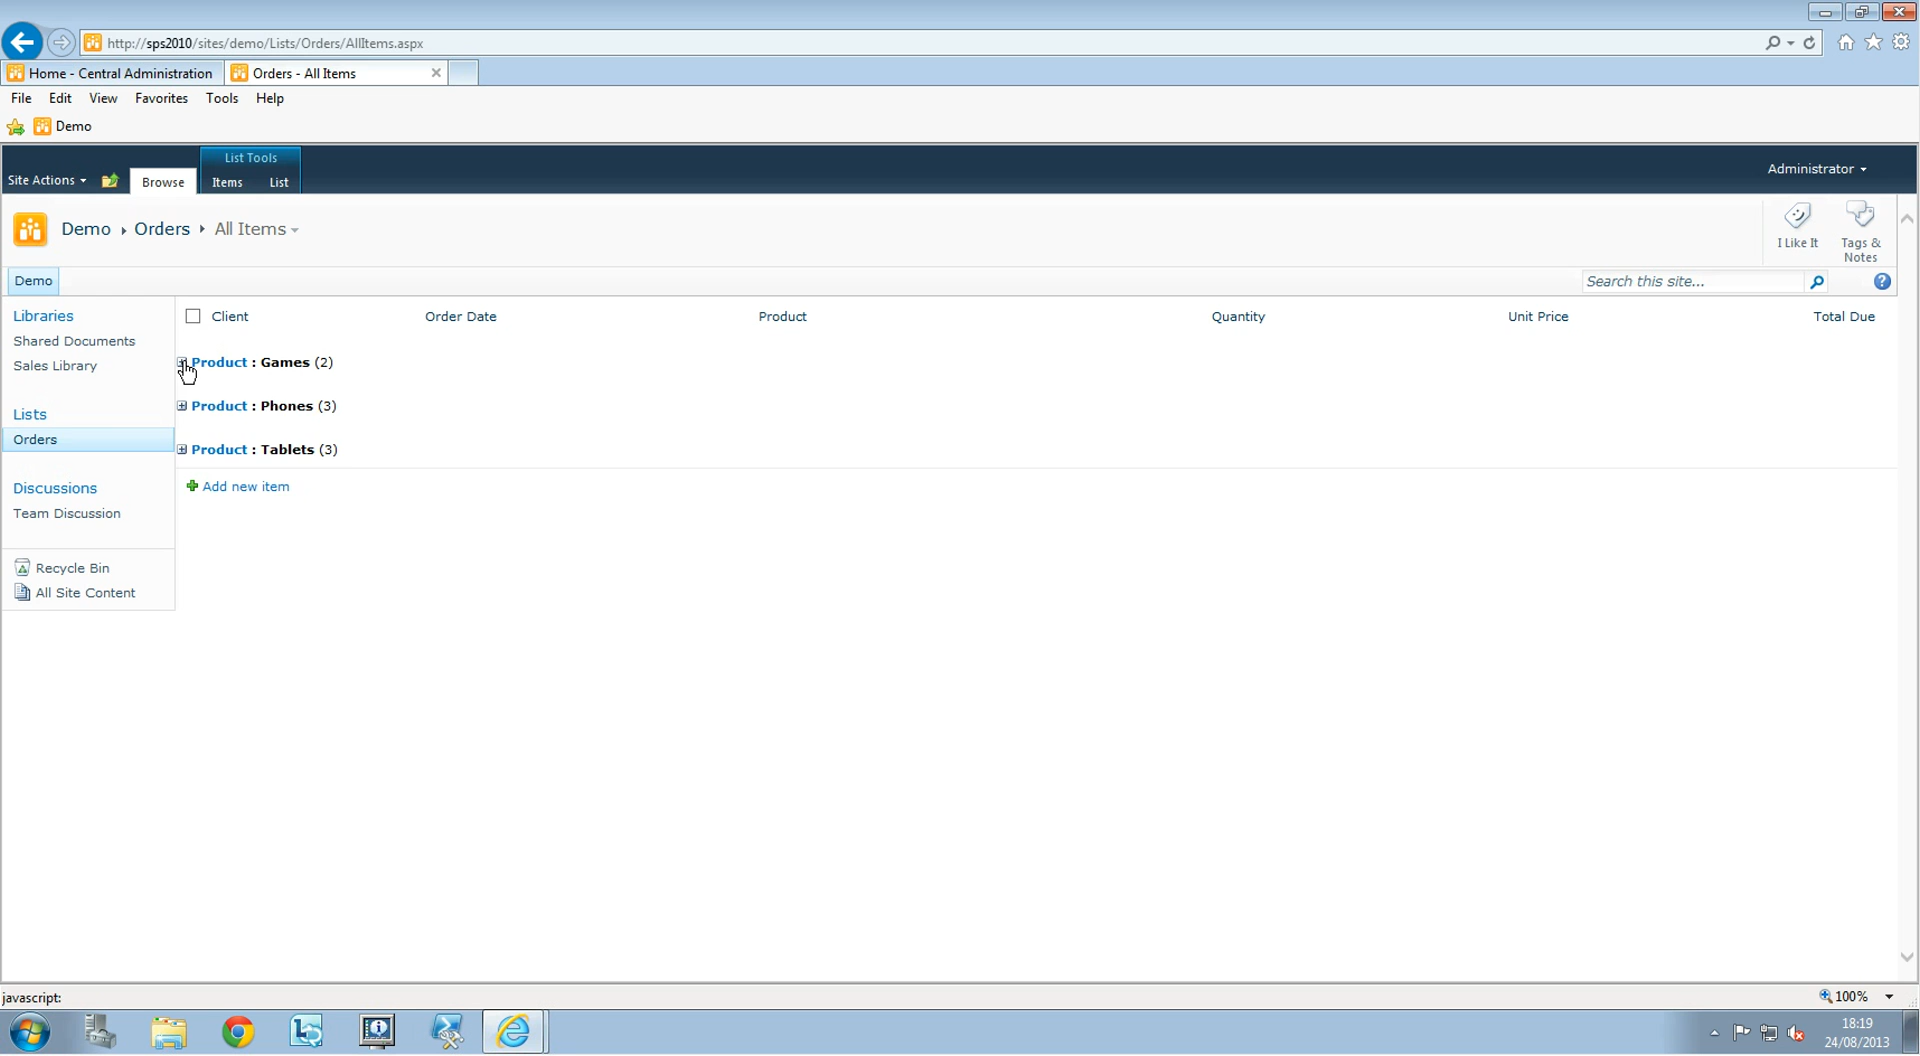 http://sps2010/sites/demo/Lists/Orders/AllItems.aspx
Home - Central Administration
Orders - All Items
File Edit View Favorites Tools Help
Demo
List Tools
Site Actions Browse Items List
Administrator
Demo Orders All Items
I Like It
Tags & Notes
Demo
Search this site...
Libraries
Shared Documents
Sales Library
Lists
Orders
Discussions
Team Discussion
Recycle Bin
All Site Content
Client Order Date Product Quantity Unit Price Total Due
Product : Games (2)
Product : Phones (3)
Product : Tablets (3)
Add new item
javascript:
100%
18:19
24/08/2013